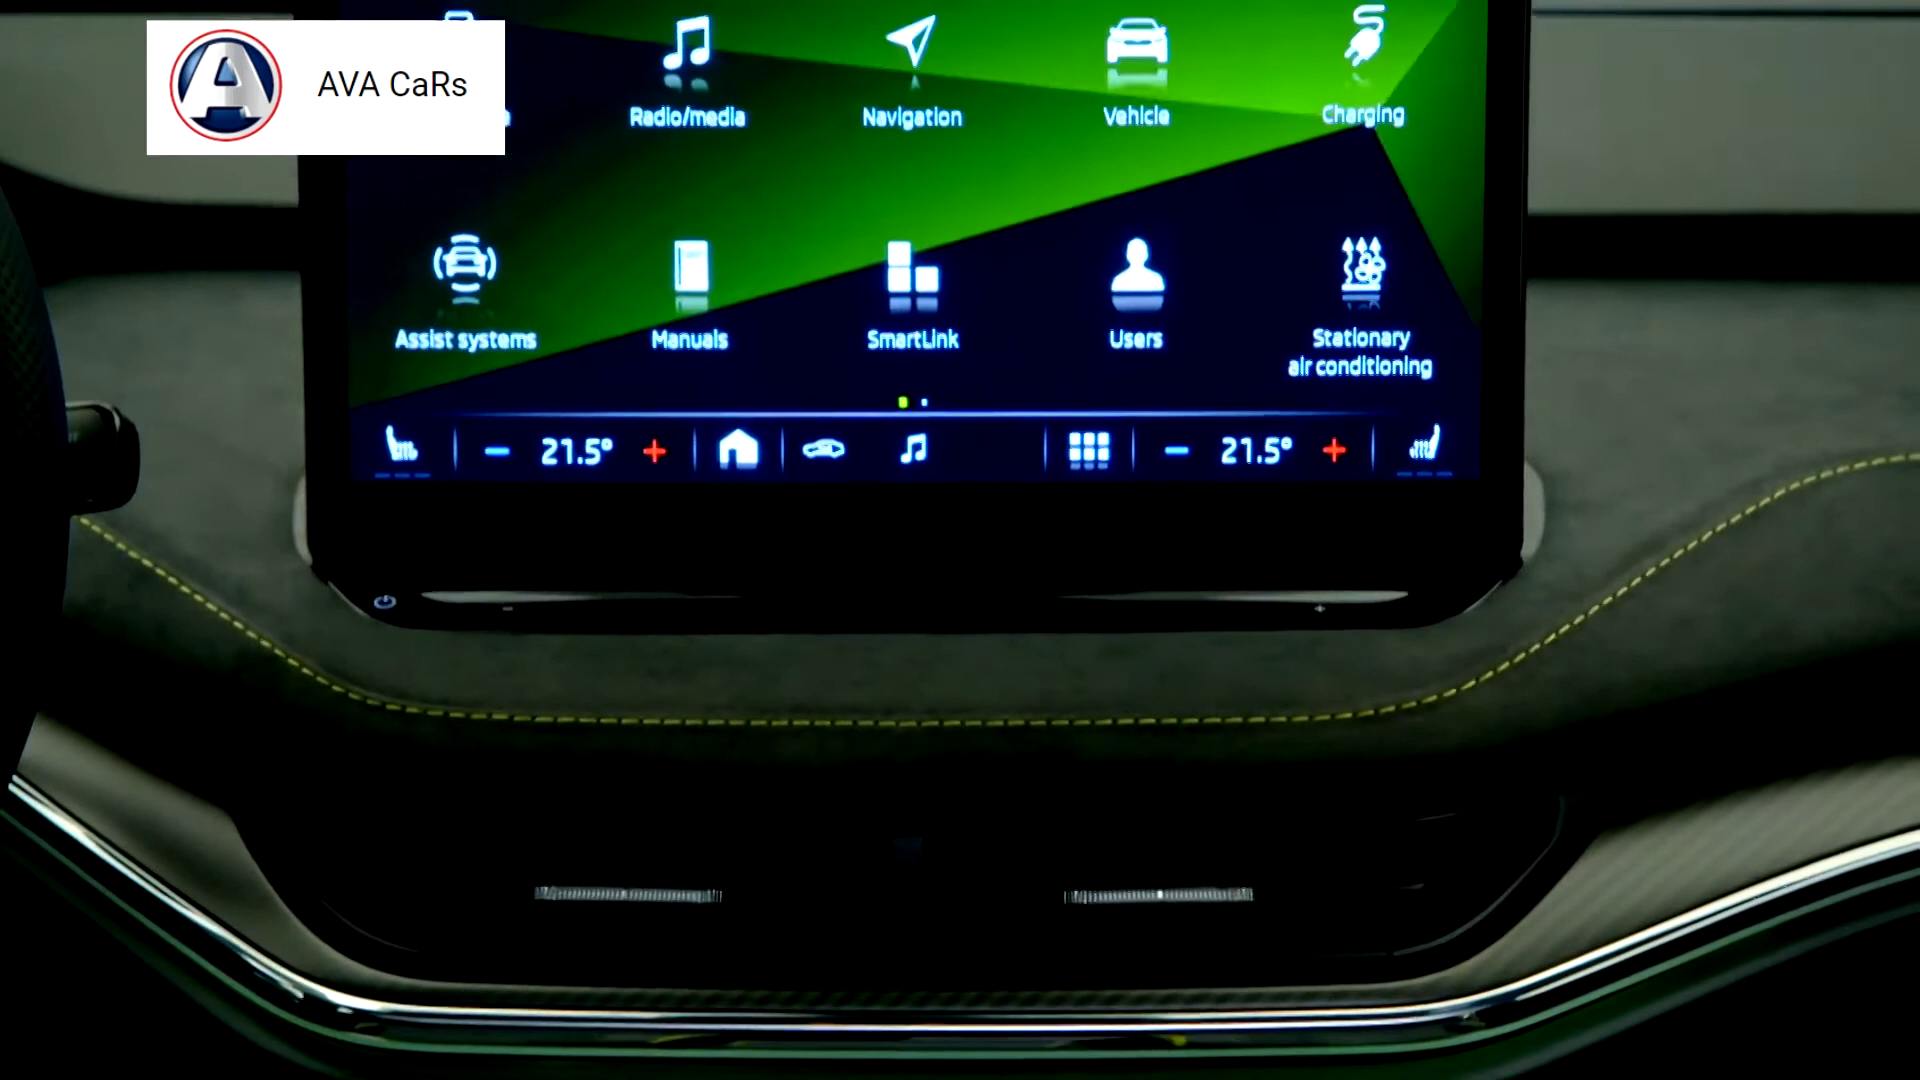 AVA CaRs
Radio/media
Navigation
Vehicle
Charging
Assist systems
Manuals
SmartLink
Users
Stationary
air conditioning
21.5°
21.5°